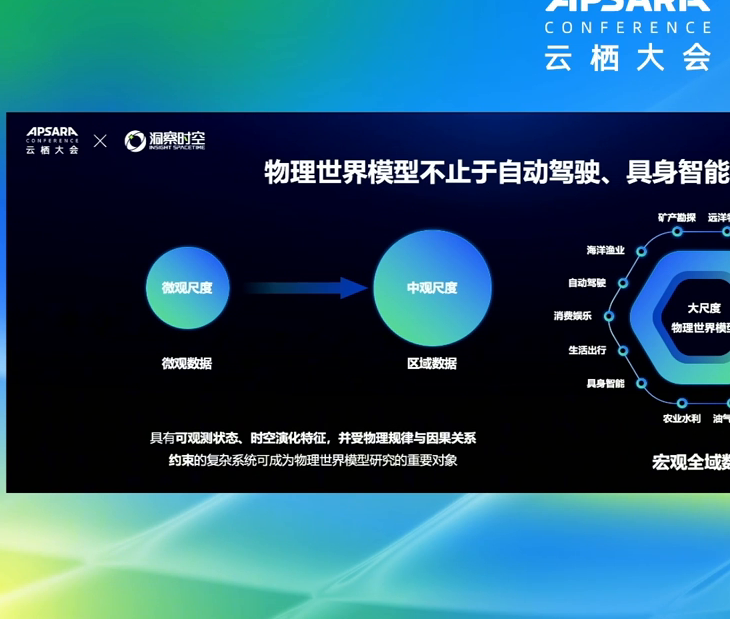 APSARA
CONFERENCE
云栖大会
APSARA
CONFERENCE
云栖大会
洞察时空
INSIGHT SPACETIME
物理世界模型不止于自动驾驶、具身智能
矿产勘探
远洋
海洋渔业
自动驾驶
消费娱乐
生活出行
具身智能
农业水利
油气
大尺度
物理世界模型
微观尺度
中观尺度
微观数据
区域数据
宏观全域数
具有可观测状态、时空演化特征，并受物理规律与因果关系
约束的复杂系统可成为物理世界模型研究的重要对象